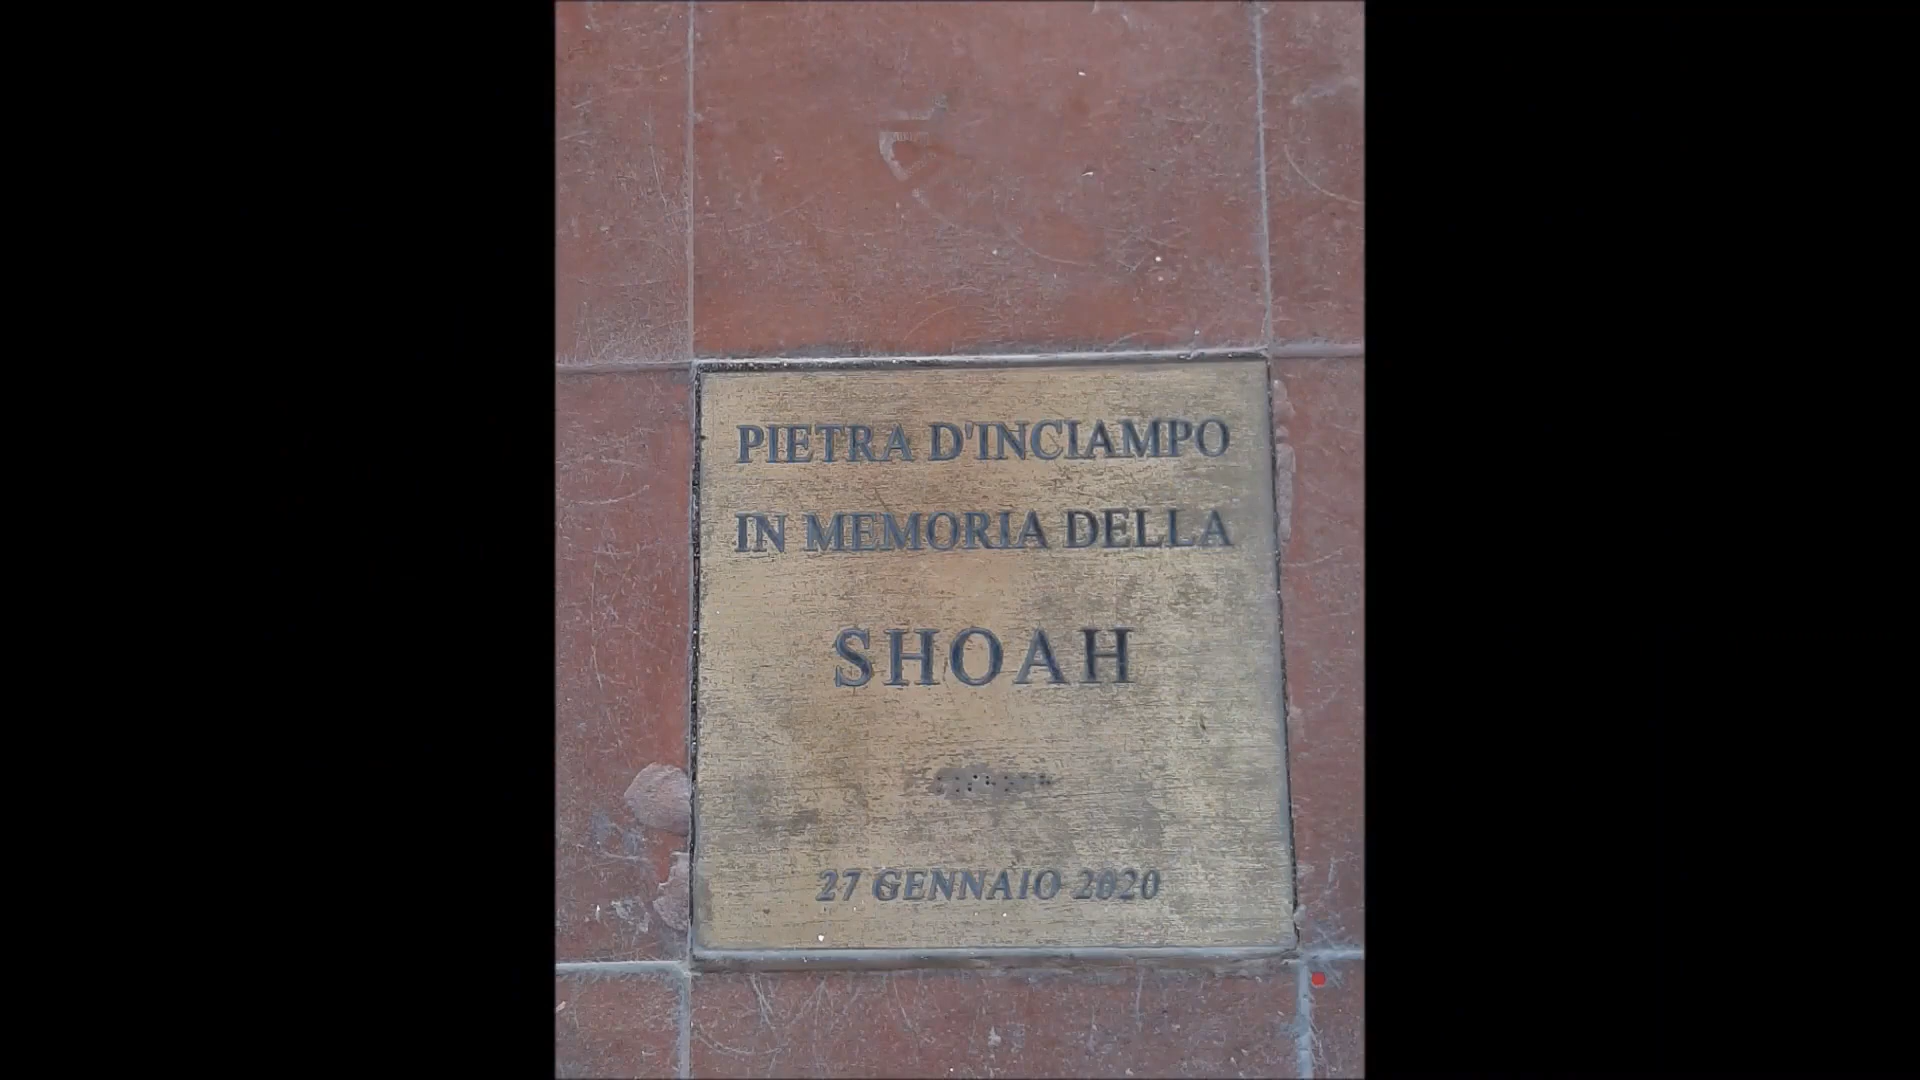 PIETRA D'INCIAMPO
IN MEMORIA DELLA
SHOAH
27 GENNAIO 2020